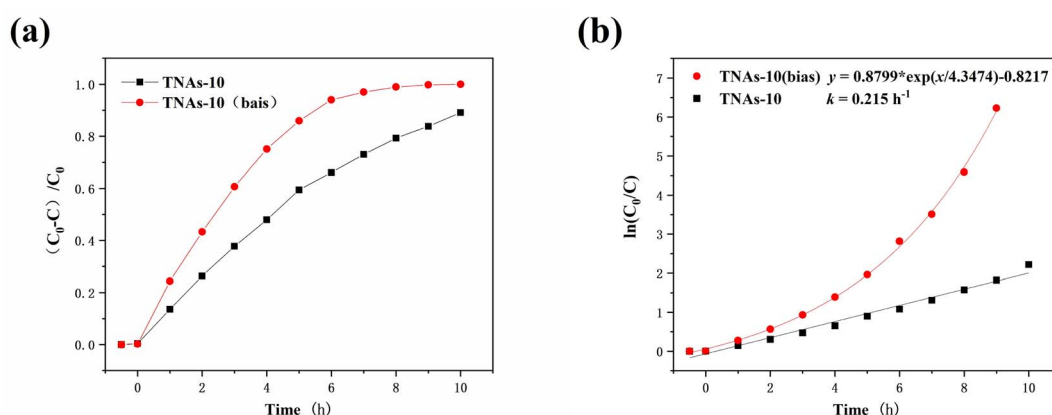 (a)
TNAs-10
TNAs-10（bais）
(C₀-C）/C₀
1.0
0.8
0.6
0.4
0.2
0.0
0
2
4
6
8
10
Time (h)
(b)
TNAs-10(bias) y = 0.8799*exp(x/4.3474)-0.8217
TNAs-10 k = 0.215 h⁻¹
ln(C₀/C)
7
6
5
4
3
2
1
0
0
2
4
6
8
10
Time (h)